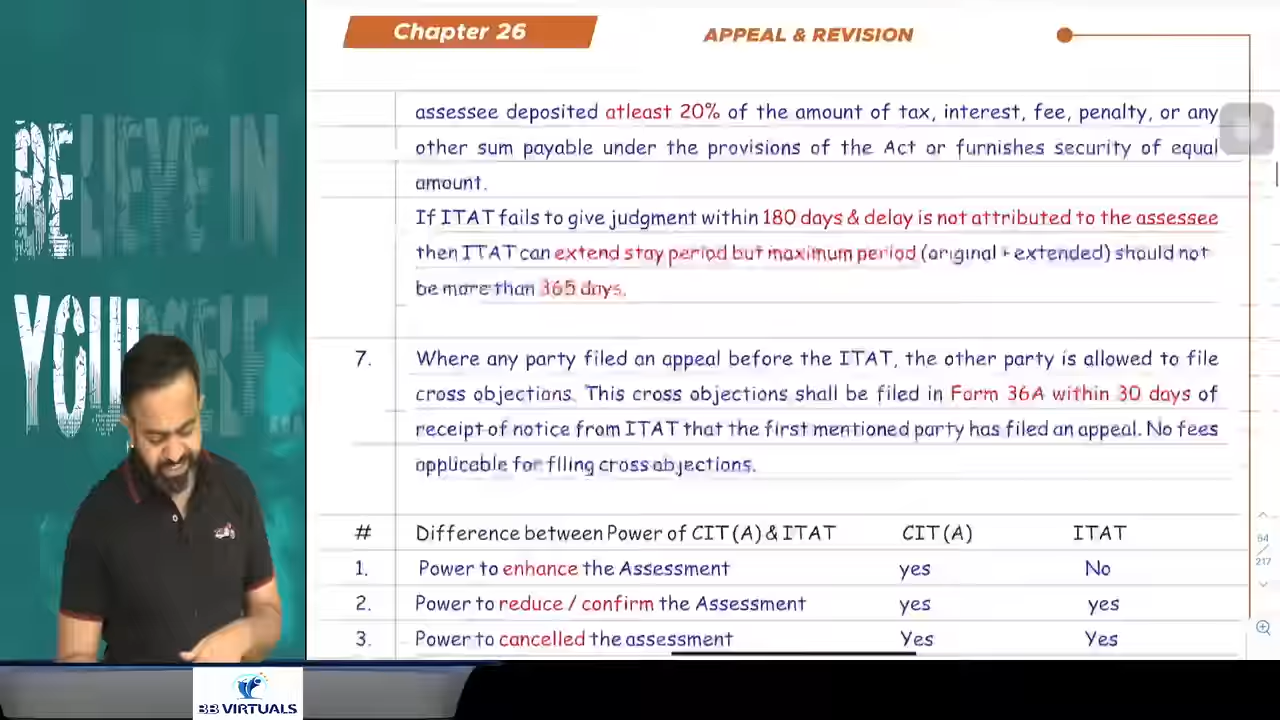 Chapter 26
APPEAL & REVISION
assessee deposited atleast 20% of the amount of tax, interest, fee, penalty, or any
other sum payable under the provisions of the Act or furnishes security of equal
amount.
If ITAT fails to give judgment within 180 days & delay is not attributed to the assessee
then ITAT can extend stay period but maximum period (original + extended) should not
be more than 365 days.
7. Where any party filed an appeal before the ITAT, the other party is allowed to file
cross objections. This cross objections shall be filed in Form 36A within 30 days of
receipt of notice from ITAT that the first mentioned party has filed an appeal. No fees
applicable for filing cross objections.
# Difference between Power of CIT(A) & ITAT CIT(A) ITAT
1. Power to enhance the Assessment yes No
2. Power to reduce / confirm the Assessment yes yes
3. Power to cancelled the assessment Yes Yes
64
217
BELIEVE IN
BB VIRTUALS